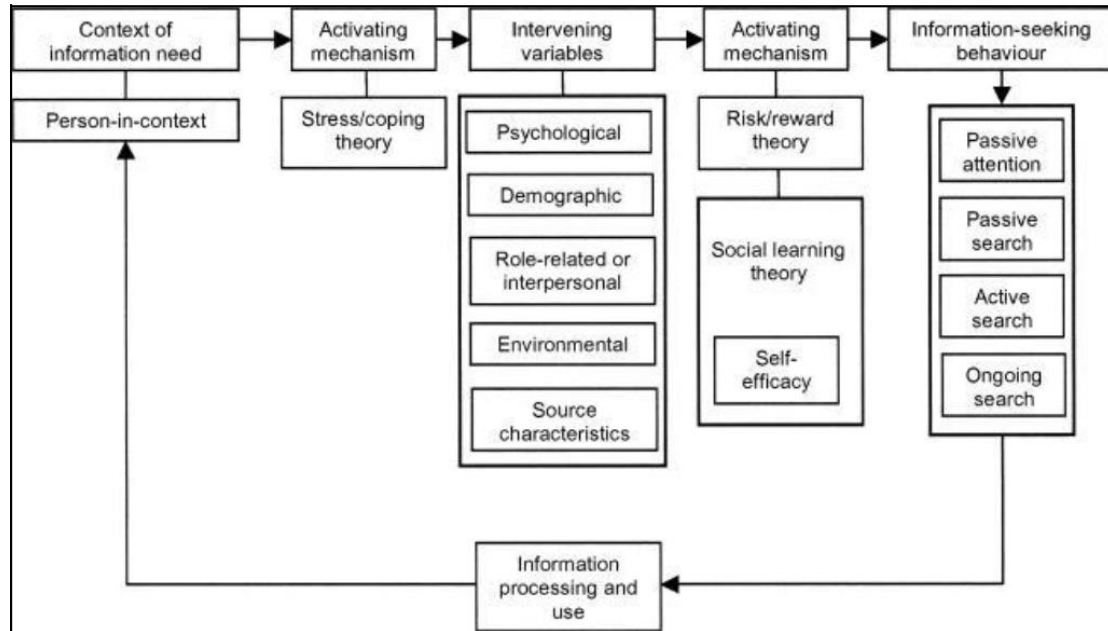 Context of
information need
Activating
mechanism
Intervening
variables
Activating
mechanism
Information-seeking
behaviour
Person-in-context
Stress/coping
theory
Psychological
Demographic
Role-related or
interpersonal
Environmental
Source
characteristics
Risk/reward
theory
Social learning
theory
Self-
efficacy
Passive
attention
Passive
search
Active
search
Ongoing
search
Information
processing and
use